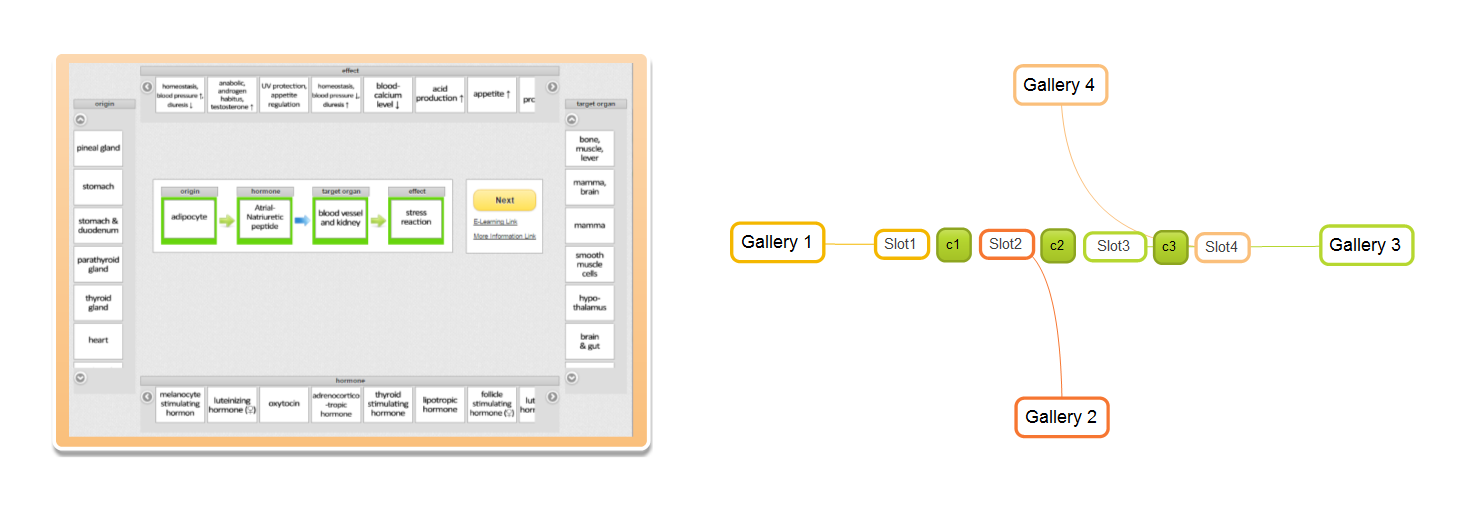 effect
homeostasis,
blood pressure ↑,
diuresis ↓
anabolic,
androgen
habitus,
testosterone ↑
UV protection,
appetite
regulation
homeostasis,
blood pressure ↓,
diuresis ↑
blood-
calcium
level ↓
acid
production ↑
appetite ↑
prc
origin
pineal gland
stomach
stomach &
duodenum
parathyroid
gland
thyroid
gland
heart
origin
adipocyte
hormone
Atrial-
Natriuretic
peptide
target organ
blood vessel
and kidney
effect
stress
reaction
Next
E-Learning Link
More Information Link
target organ
bone,
muscle,
lever
mamma,
brain
mamma
smooth
muscle
cells
hypo-
thalamus
brain
& gut
hormone
melanocyte
stimulating
hormon
luteinizing
hormone (♀)
oxytocin
adrenocortico
-tropic
hormone
thyroid
stimulating
hormone
lipotropic
hormone
follicle
stimulating
hormone (♀)
lut
horr
Gallery 4
Gallery 1
Slot1
c1
Slot2
c2
Slot3
c3
Slot4
Gallery 3
Gallery 2